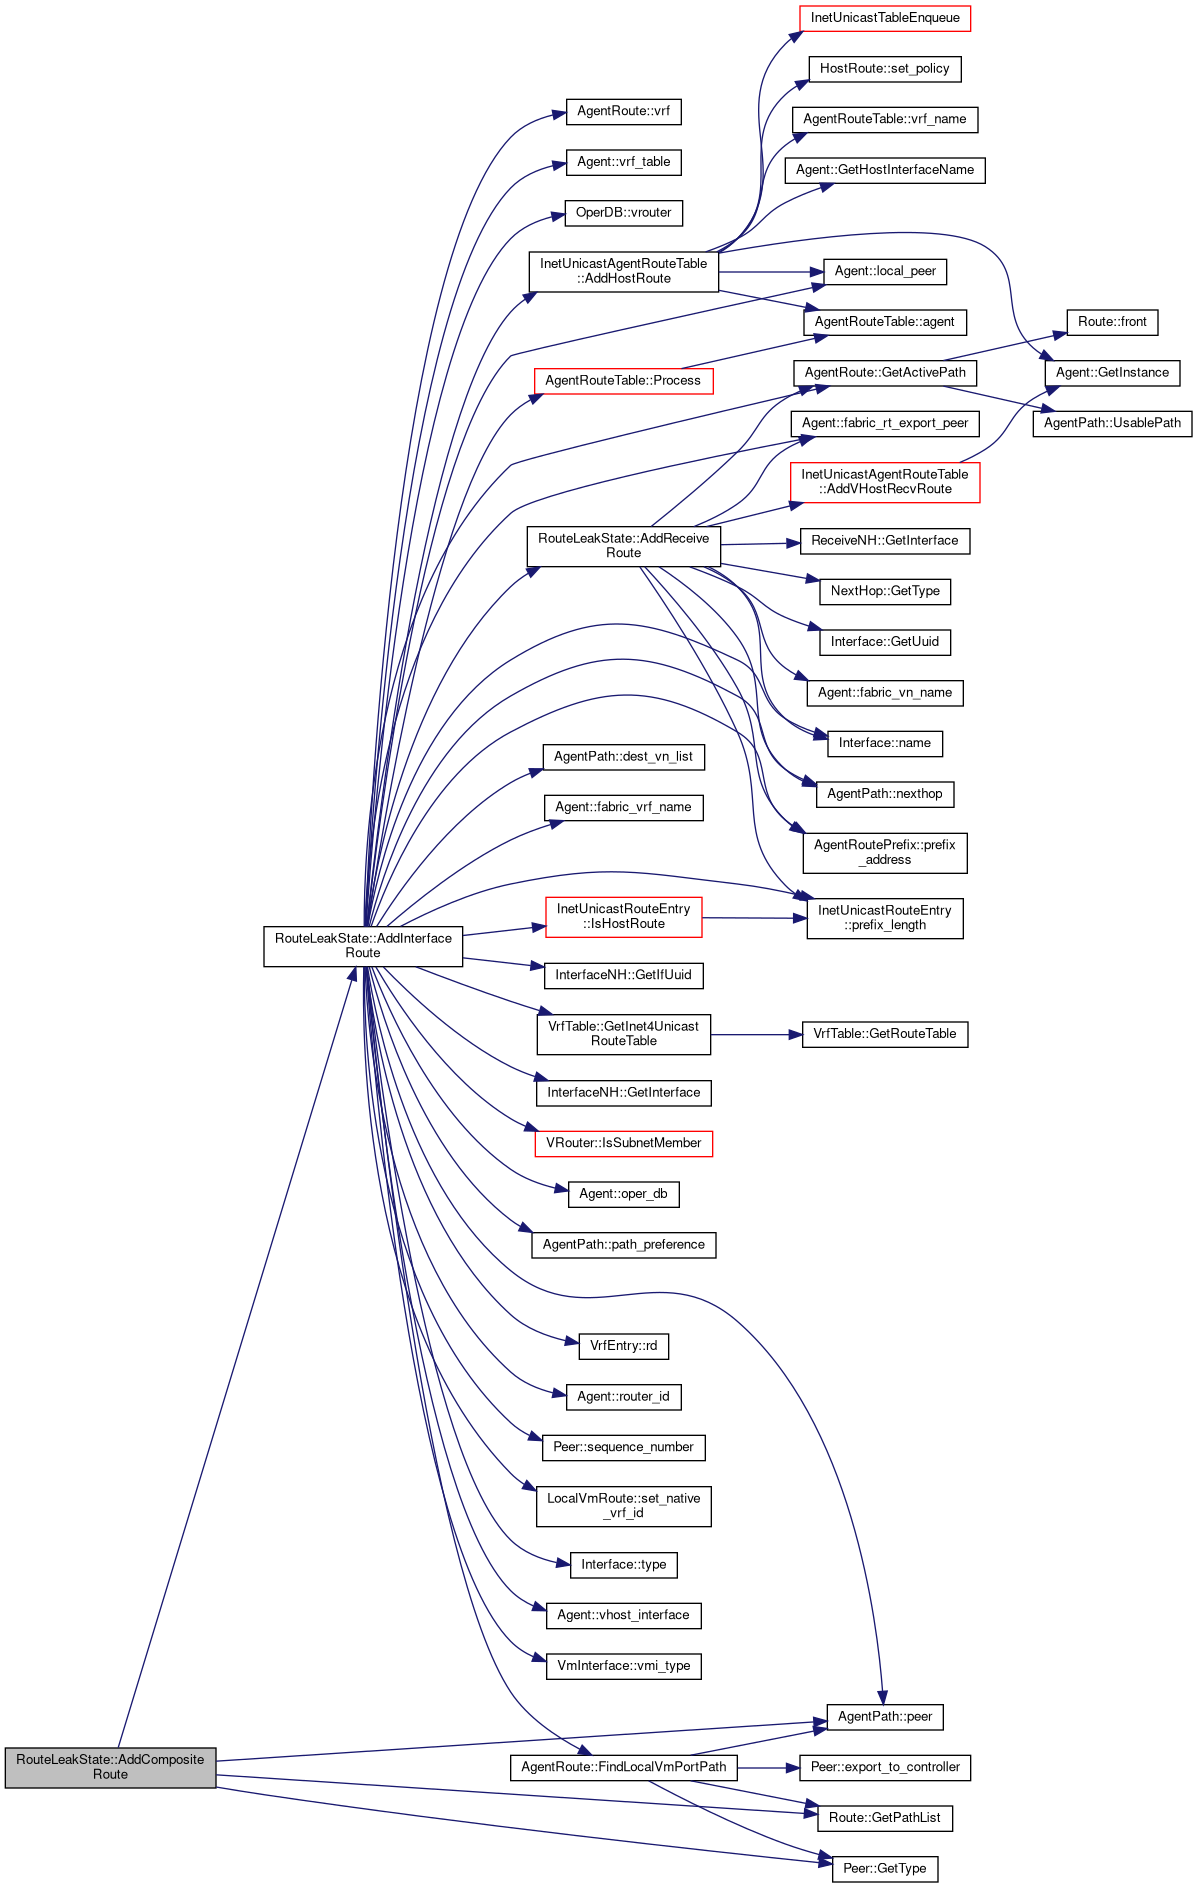 InetUnicastTableEnqueue
HostRoute::set_policy
AgentRoute::vrf
AgentRouteTable::vrf_name
Agent::vrf_table
Agent::GetHostInterfaceName
OperDB::vrouter
InetUnicastAgentRouteTable
::AddHostRoute
Agent::local_peer
AgentRouteTable::agent
Route::front
AgentRouteTable::Process
AgentRoute::GetActivePath
Agent::GetInstance
Agent::fabric_rt_export_peer
AgentPath::UsablePath
InetUnicastAgentRouteTable
::AddVHostRecvRoute
RouteLeakState::AddReceive
Route
ReceiveNH::GetInterface
NextHop::GetType
Interface::GetUuid
Agent::fabric_vn_name
Interface::name
AgentPath::dest_vn_list
AgentPath::nexthop
Agent::fabric_vrf_name
AgentRoutePrefix::prefix
_address
InetUnicastRouteEntry
::IsHostRoute
InetUnicastRouteEntry
::prefix_length
RouteLeakState::AddInterface
Route
InterfaceNH::GetIfUuid
VrfTable::GetInet4Unicast
RouteTable
VrfTable::GetRouteTable
InterfaceNH::GetInterface
VRouter::IsSubnetMember
Agent::oper_db
AgentPath::path_preference
VrfEntry::rd
Agent::router_id
Peer::sequence_number
LocalVmRoute::set_native
_vrf_id
Interface::type
Agent::vhost_interface
VmInterface::vmi_type
AgentPath::peer
RouteLeakState::AddComposite
Route
AgentRoute::FindLocalVmPortPath
Peer::export_to_controller
Route::GetPathList
Peer::GetType